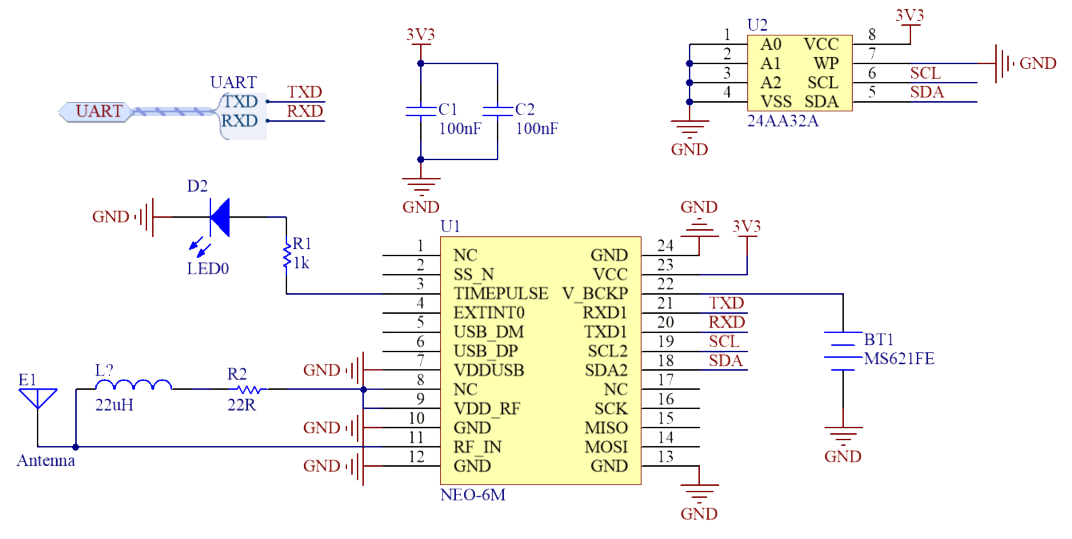 UART
UART
TXD
RXD
TXD
RXD
3V3
C1
100nF
C2
100nF
GND
U2
1
2
3
4
A0
A1
A2
VSS
VCC
WP
SCL
SDA
8
7
6
5
3V3
GND
SCL
SDA
24AA32A
GND
D2
GND
LED0
R1
1k
U1
1 NC
2 SS_N
3 TIMEPULSE
4 EXTINT0
5 USB_DM
6 USB_DP
7 VDDUSB
8 NC
9 VDD_RF
10 GND
11 RF_IN
12 GND
GND 24
VCC 23
V_BCKP 22
RXD1 21
TXD1 20
SCL2 19
SDA2 18
NC 17
SCK 16
MISO 15
MOSI 14
GND 13
NEO-6M
GND
3V3
TXD
RXD
SCL
SDA
GND
BT1
MS621FE
GND
GND
GND
GND
L?
22uH
R2
22R
E1
Antenna